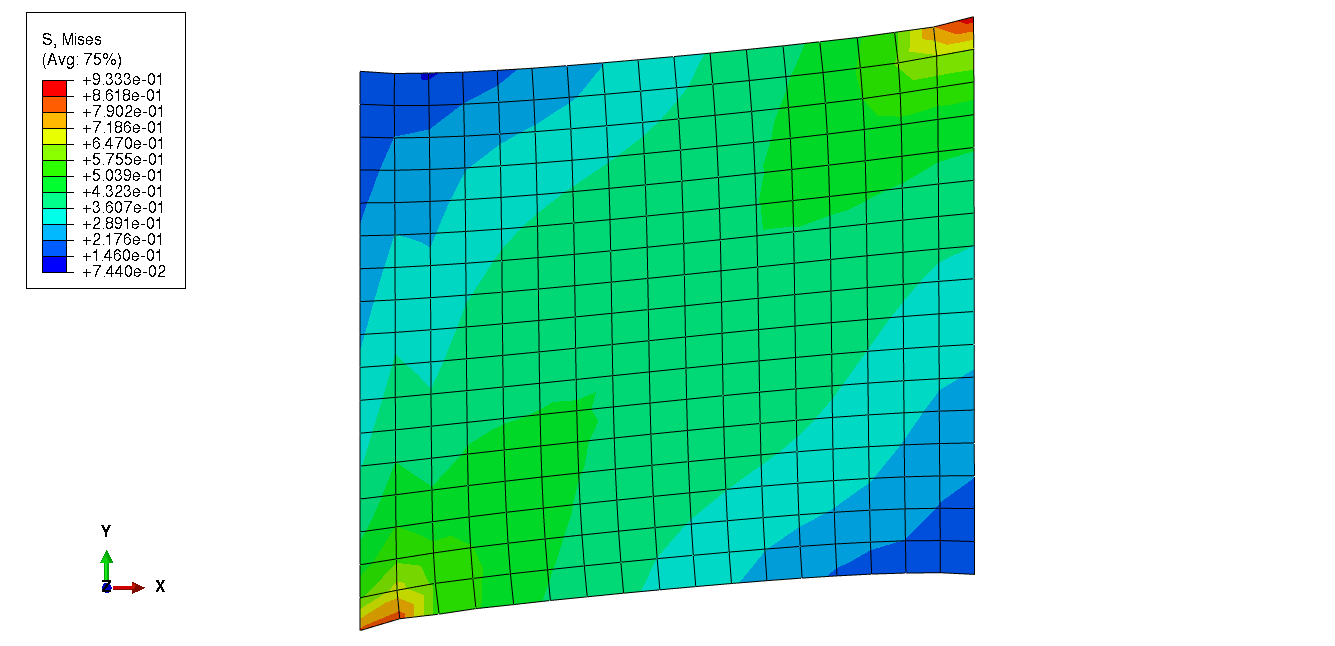 S, Mises
(Avg: 75%)
+9.333e-01
+8.618e-01
+7.902e-01
+7.186e-01
+6.470e-01
+5.755e-01
+5.039e-01
+4.323e-01
+3.607e-01
+2.891e-01
+2.176e-01
+1.460e-01
+7.440e-02
Y
Z X